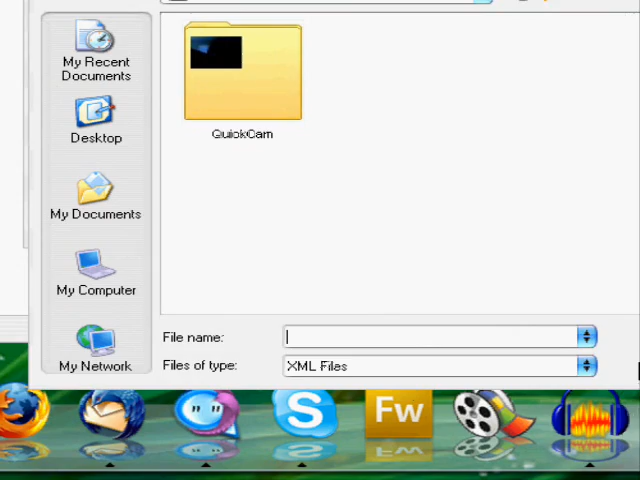 My Recent
Documents
QuickCam
Desktop
My Documents
My Computer
My Network
File name:
Files of type:
XML Files
S
Fw